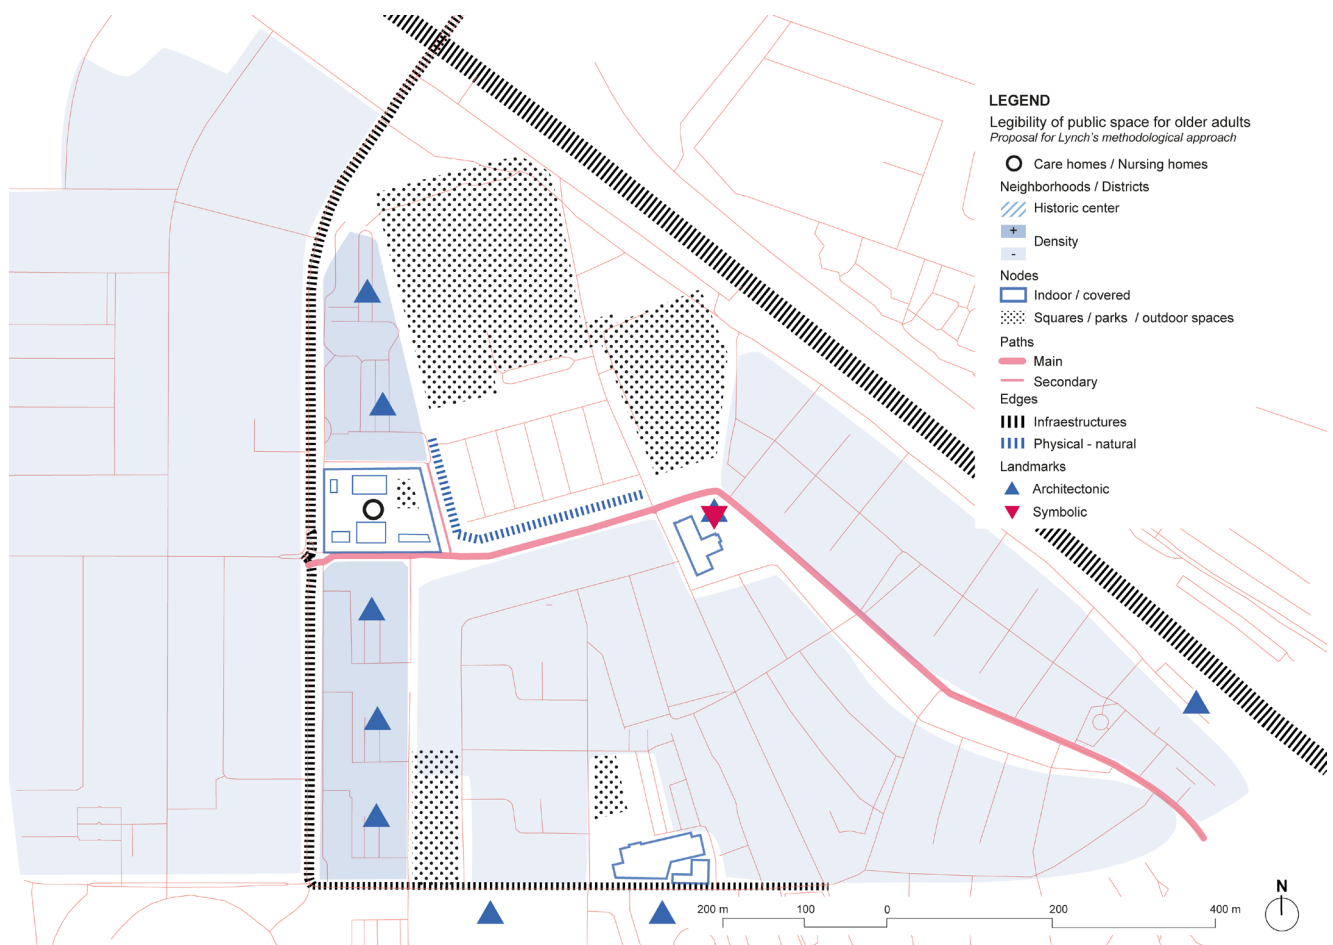 LEGEND
Legibility of public space for older adults
Proposal for Lynch's methodological approach
Care homes / Nursing homes
Neighborhoods / Districts
Historic center
+
Density
-
Nodes
Indoor / covered
Squares / parks / outdoor spaces
Paths
Main
Secondary
Edges
Infraestructures
Physical - natural
Landmarks
Architectonic
Symbolic
N
200 m 100 0 200 400 m